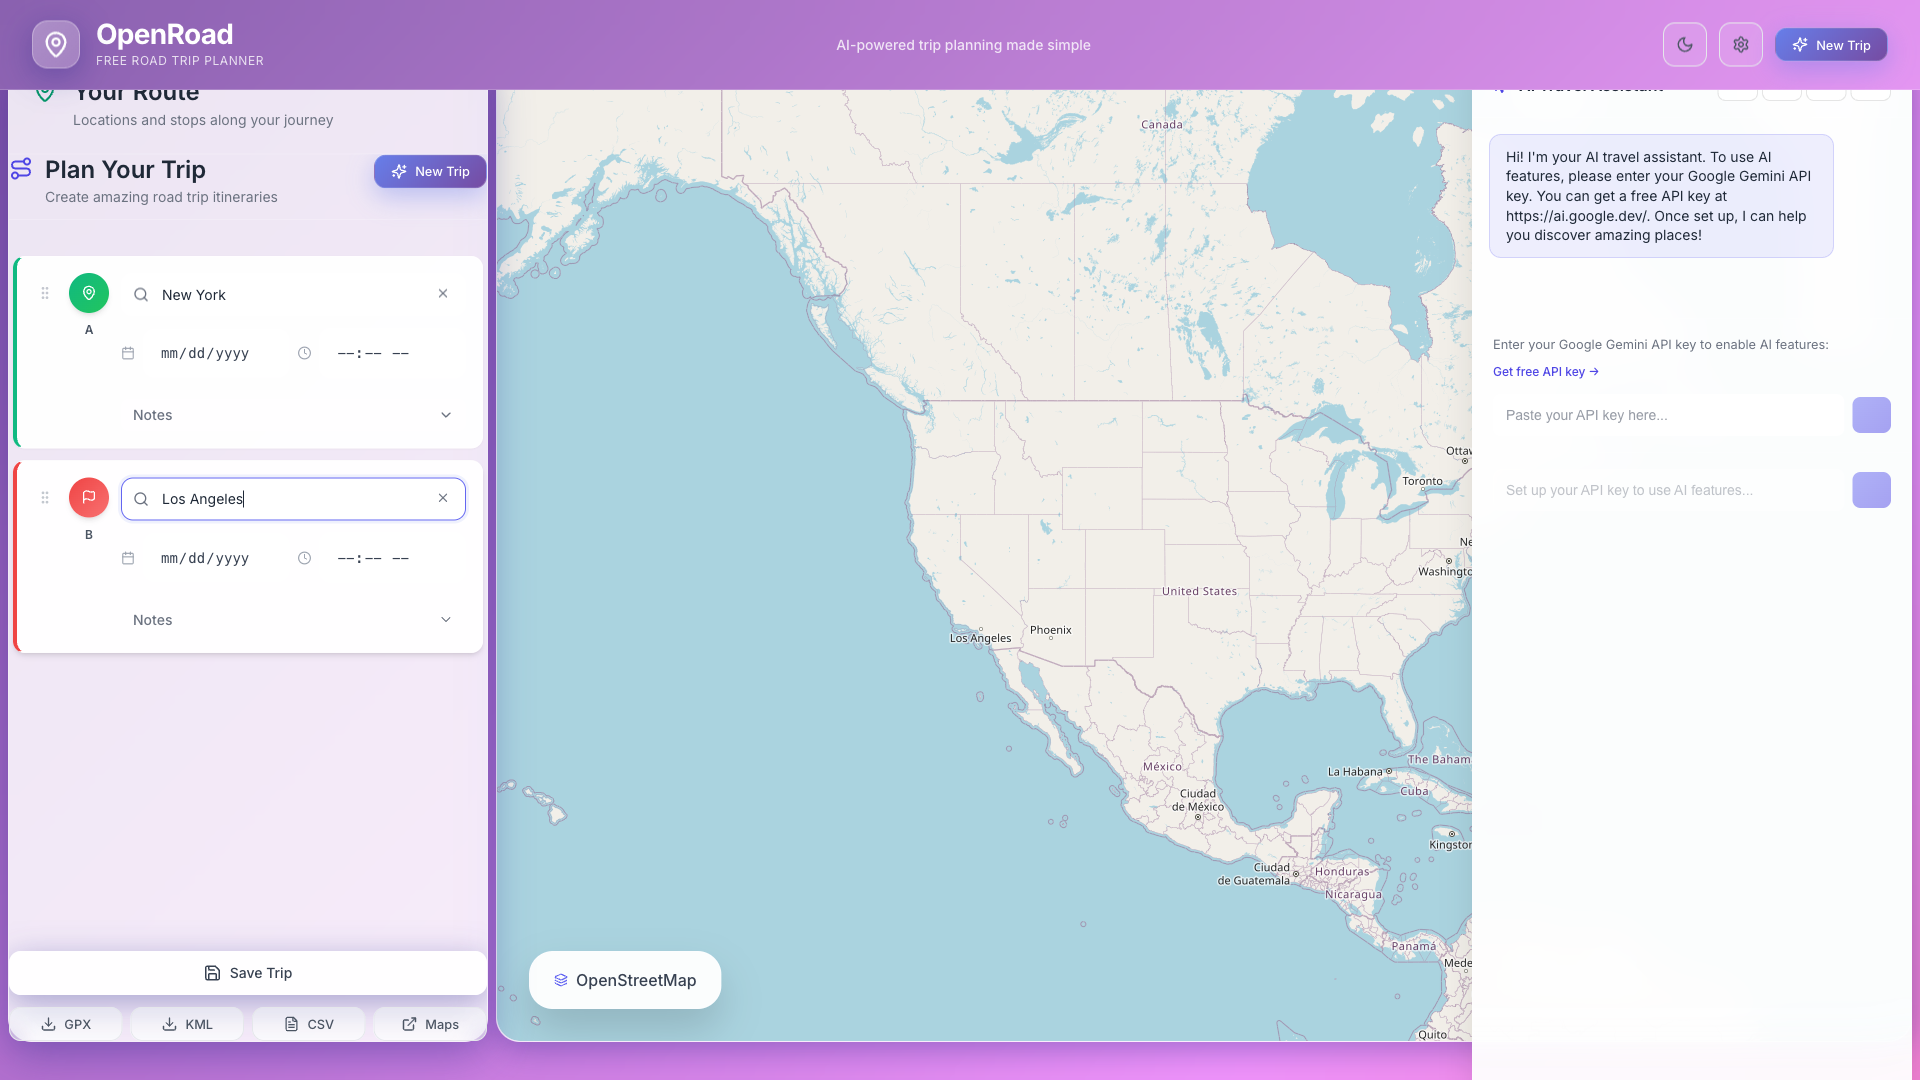 OpenRoad
FREE ROAD TRIP PLANNER
AI-powered trip planning made simple
New Trip
Your Route
Locations and stops along your journey
Plan Your Trip
Create amazing road trip itineraries
New Trip
New York
A
mm/dd/yyyy
--:-- --
Notes
Los Angeles
B
mm/dd/yyyy
--:-- --
Notes
Save Trip
GPX
KML
CSV
Maps
Canada
Ottaw
Toronto
Ne
Washingto
United States
Phoenix
Los Angeles
México
Ciudad
de México
La Habana
The Baham
Cuba
Kingston
Ciudad
de Guatemala
Honduras
Nicaragua
Panamá
Mede
Quito
OpenStreetMap
AI Travel Assistant
Hi! I'm your AI travel assistant. To use AI
features, please enter your Google Gemini API
key. You can get a free API key at
https://ai.google.dev/. Once set up, I can help
you discover amazing places!
Enter your Google Gemini API key to enable AI features:
Get free API key →
Paste your API key here...
Set up your API key to use AI features...